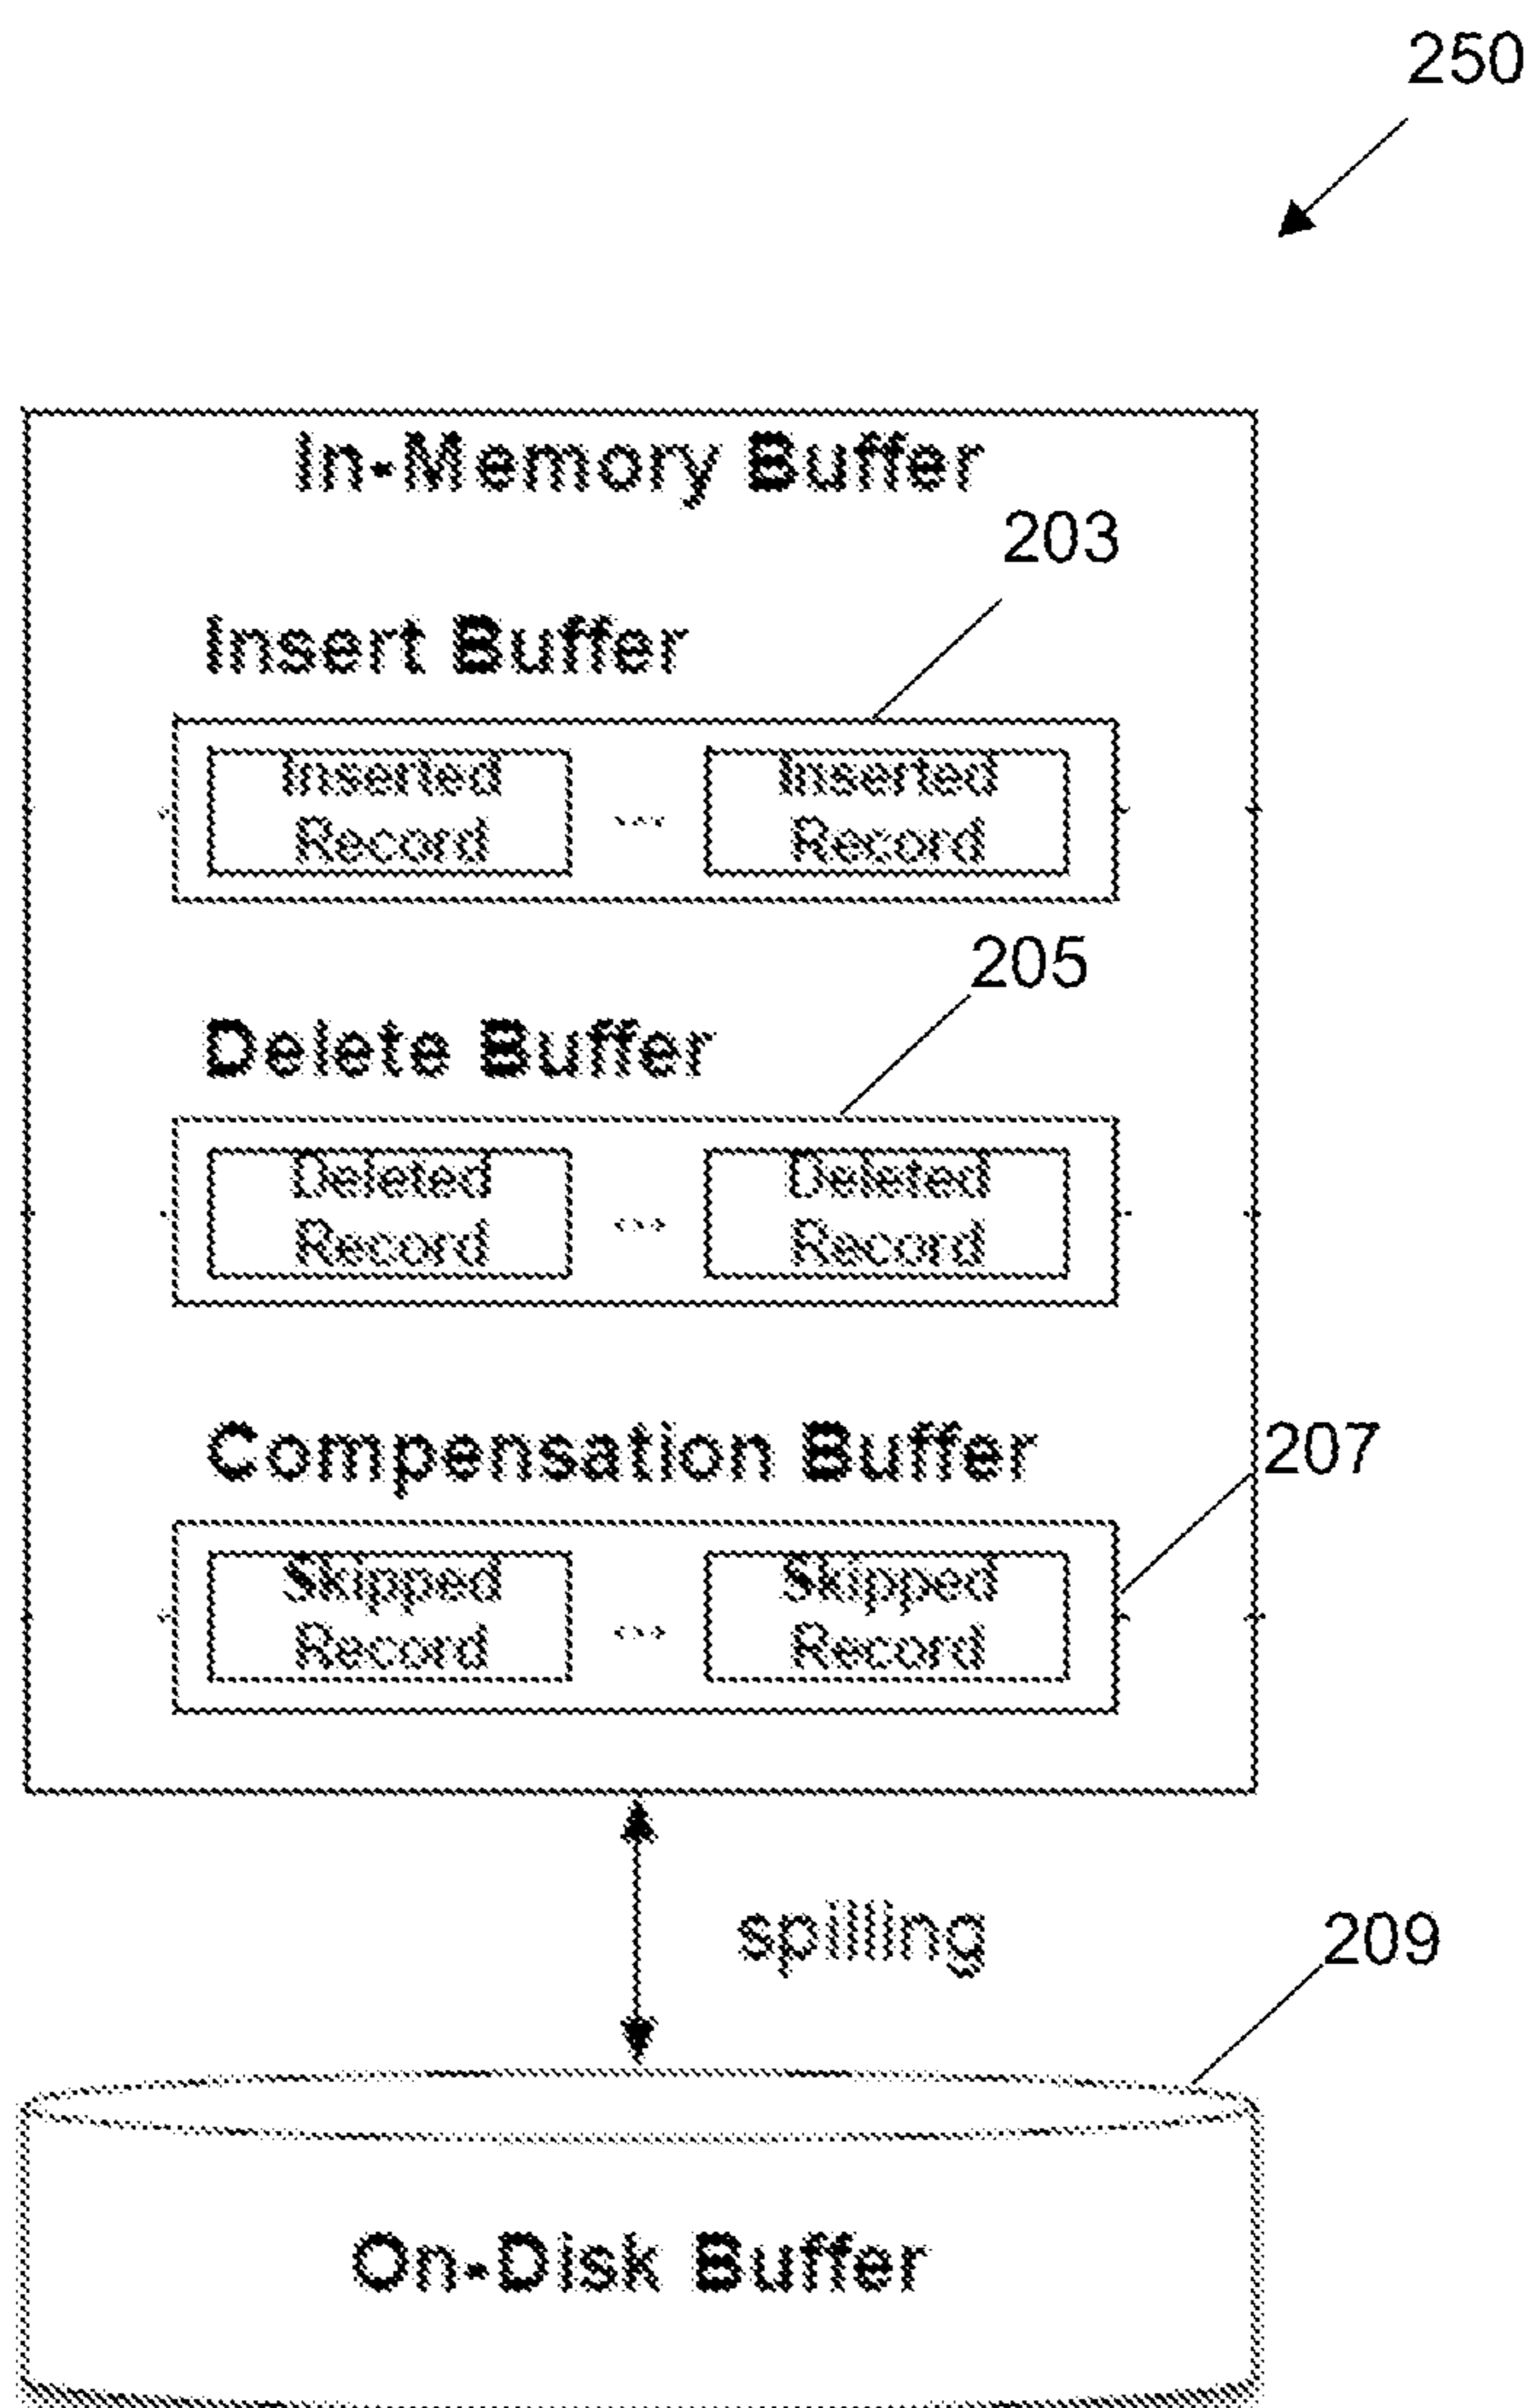 250
In-Memory Buffer
203
Insert Buffer
Inserted Record ... Inserted Record
205
Delete Buffer
Deleted Record ... Deleted Record
Compensation Buffer
207
Skipped Record ... Skipped Record
spilling
209
On-Disk Buffer